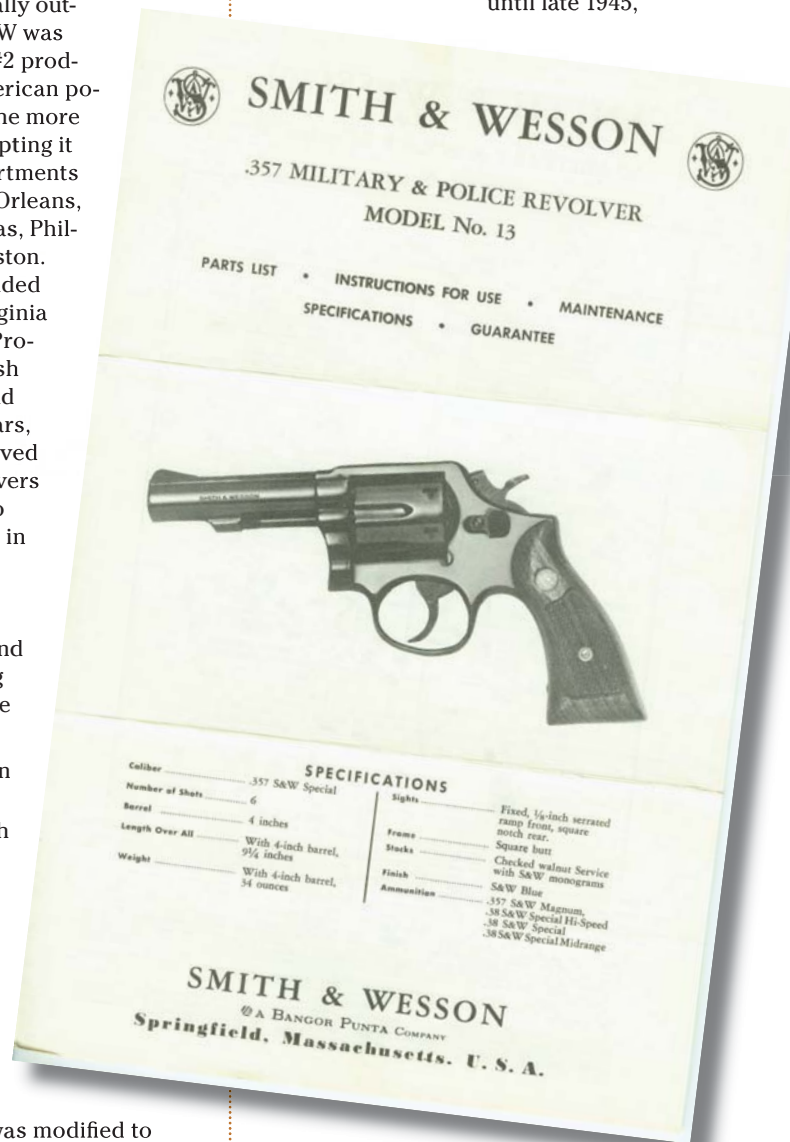 ally out-
W was
#2 prod-
erican po-
he more
pting it
rtments
Orleans,
as, Phil-
ston.
ded
ginia
Pro-
sh
d
ars,
ved
vers
o
in
nd
g
e
n
h
was modified to
until late 1945,
SMITH & WESSON
.357 MILITARY & POLICE REVOLVER
MODEL No. 13
PARTS LIST • INSTRUCTIONS FOR USE • MAINTENANCE
SPECIFICATIONS • GUARANTEE
SMITH & WESSON
SPECIFICATIONS
Caliber .357 S&W Special
Number of Shots 6
Barrel 4 inches
Length Over All With 4-inch barrel,
9¼ inches
Weight With 4-inch barrel,
34 ounces
Sights Fixed, ⅛-inch serrated
ramp front, square
notch rear.
Frame Square butt
Stocks Checked walnut Service
with S&W monograms
Finish S&W Blue
Ammunition .357 S&W Magnum,
.38 S&W Special Hi-Speed
.38 S&W Special
.38 S&W Special Midrange
SMITH & WESSON
A BANGOR PUNTA COMPANY
Springfield, Massachusetts. U. S. A.